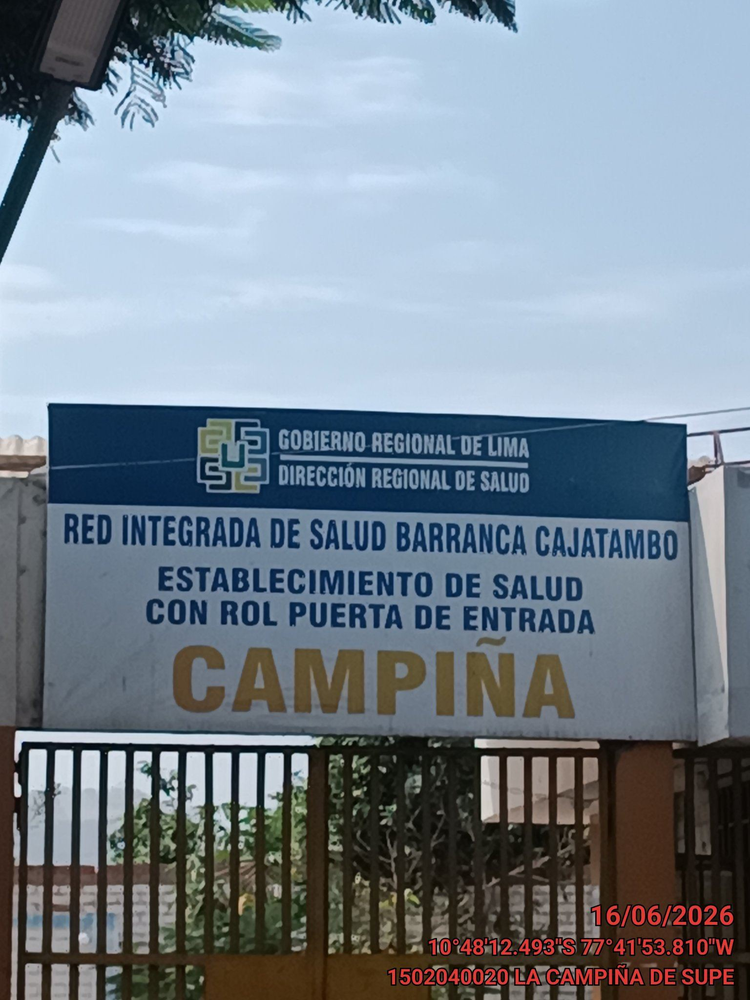 GOBIERNO REGIONAL DE LIMA
DIRECCIÓN REGIONAL DE SALUD
RED INTEGRADA DE SALUD BARRANCA CAJATAMBO
ESTABLECIMIENTO DE SALUD
CON ROL PUERTA DE ENTRADA
CAMPIÑA
16/06/2026
10°48'12.493"S 77°41'53.810"W
1502040020 LA CAMPIÑA DE SUPE